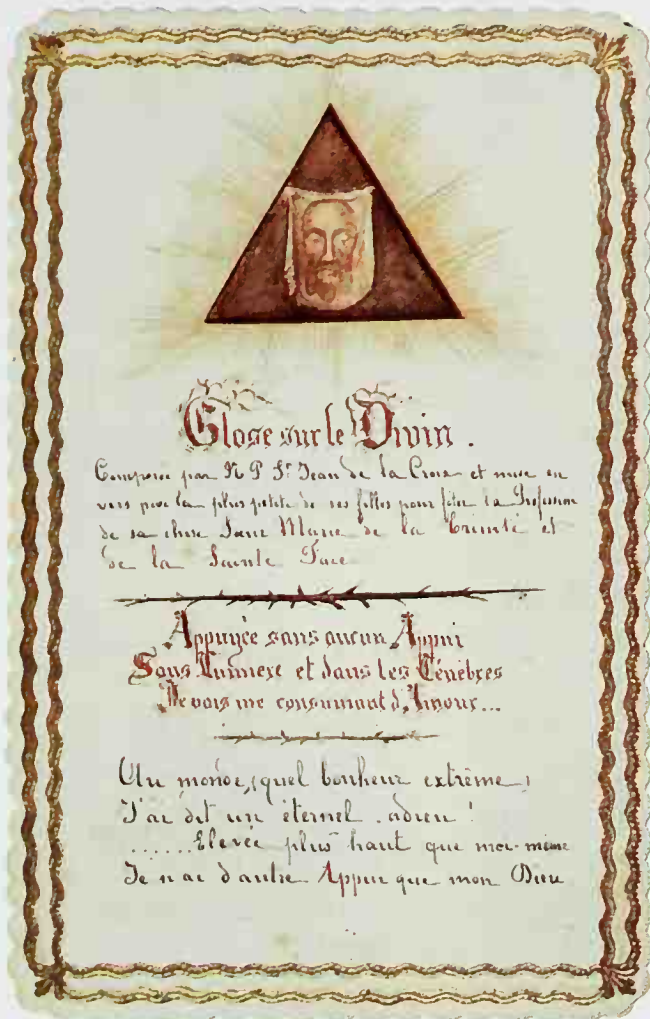 Glose sur le Divin.
Composée par N. P. St Jean de la Croix et mise en
vers par la plus petite de ses filles pour fêter la Profession
de sa chère Sœur Marie de la Trinité et
de la Sainte Face
Appuyée sans aucun Appui
Sans Lumière et dans les Ténèbres
Je vais me consumant d'Amour...
Au monde, (quel bonheur extrême)
J'ai dit un éternel adieu !
......Elevée plus haut que moi-même
Je n'ai d'autre Appui que mon Dieu